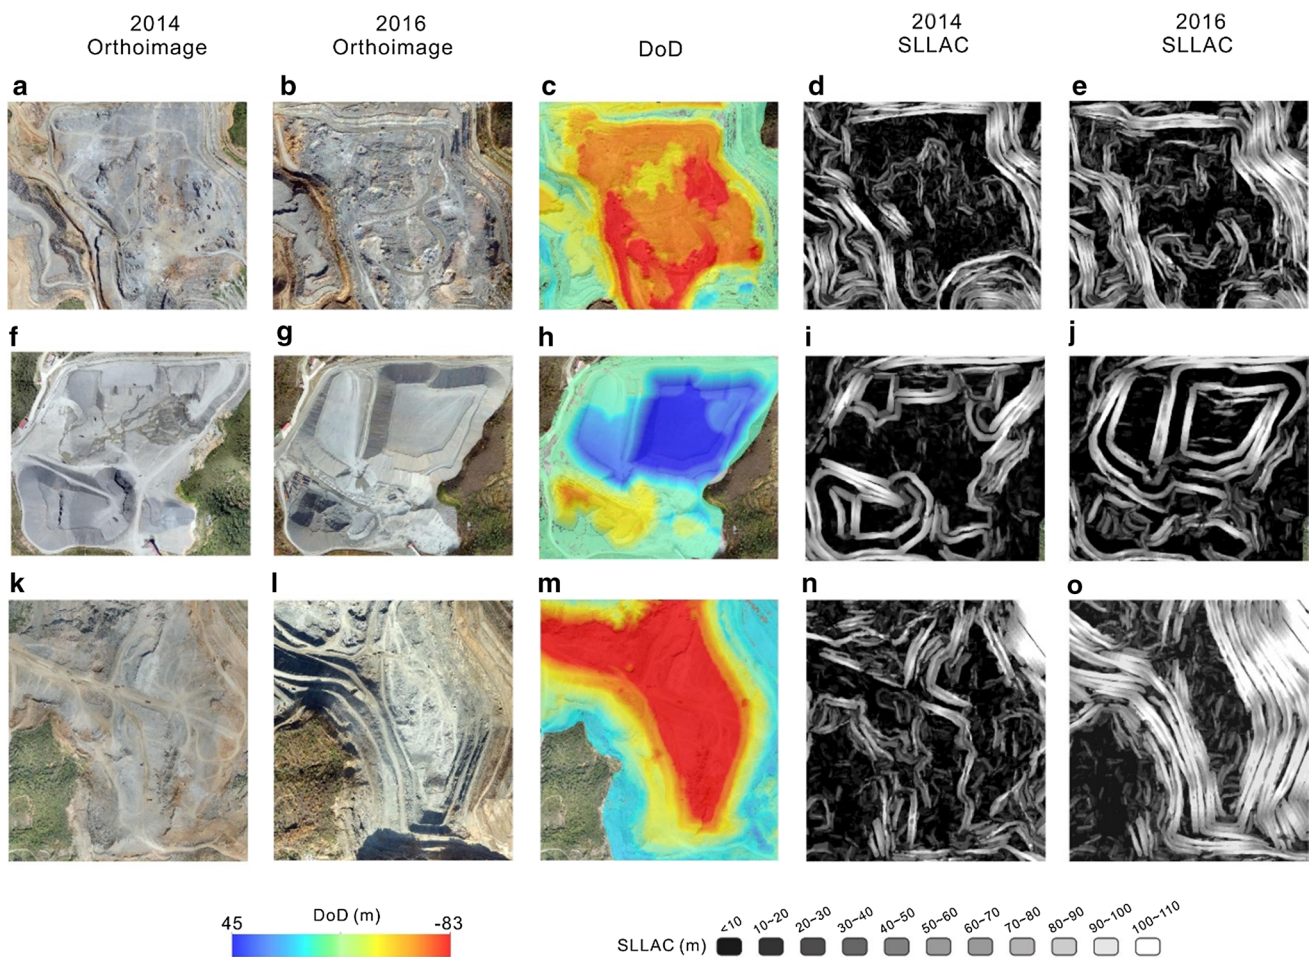 2014
Orthoimage
2016
Orthoimage
DoD
2014
SLLAC
2016
SLLAC
a
b
c
d
e
f
g
h
i
j
k
l
m
n
o
DoD (m)
45
-83
SLLAC (m)
<10
10~20
20~30
30~40
40~50
50~60
60~70
70~80
80~90
90~100
100~110